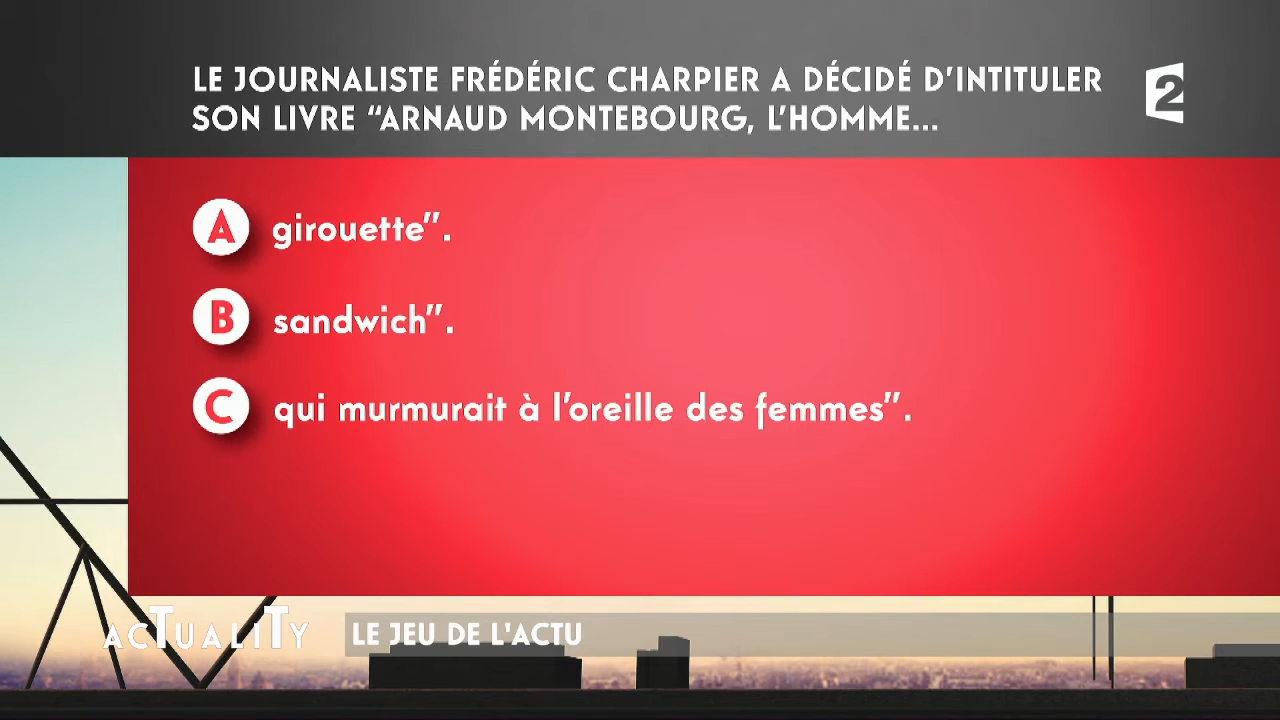 LE JOURNALISTE FRÉDÉRIC CHARPIER A DÉCIDÉ D'INTITULER
SON LIVRE “ARNAUD MONTEBOURG, L'HOMME...
2
A girouette”.
B sandwich”.
C qui murmurait à l'oreille des femmes”.
ACTUALITY
LE JEU DE L'ACTU